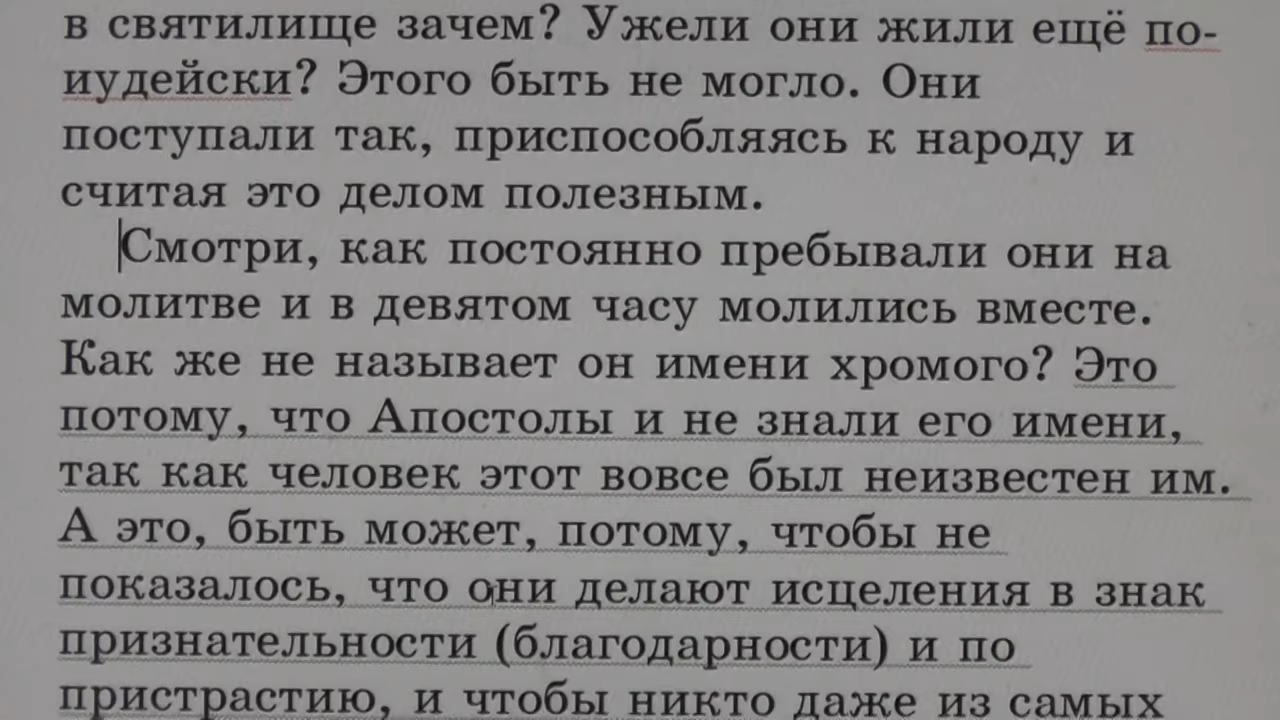 в святилище зачем? Ужели они жили ещё по-
иудейски? Этого быть не могло. Они
поступали так, приспособляясь к народу и
считая это делом полезным.
Смотри, как постоянно пребывали они на
молитве и в девятом часу молились вместе.
Как же не называет он имени хромого? Это
потому, что Апостолы и не знали его имени,
так как человек этот вовсе был неизвестен им.
А это, быть может, потому, чтобы не
показалось, что они делают исцеления в знак
признательности (благодарности) и по
пристрастию, и чтобы никто даже из самых